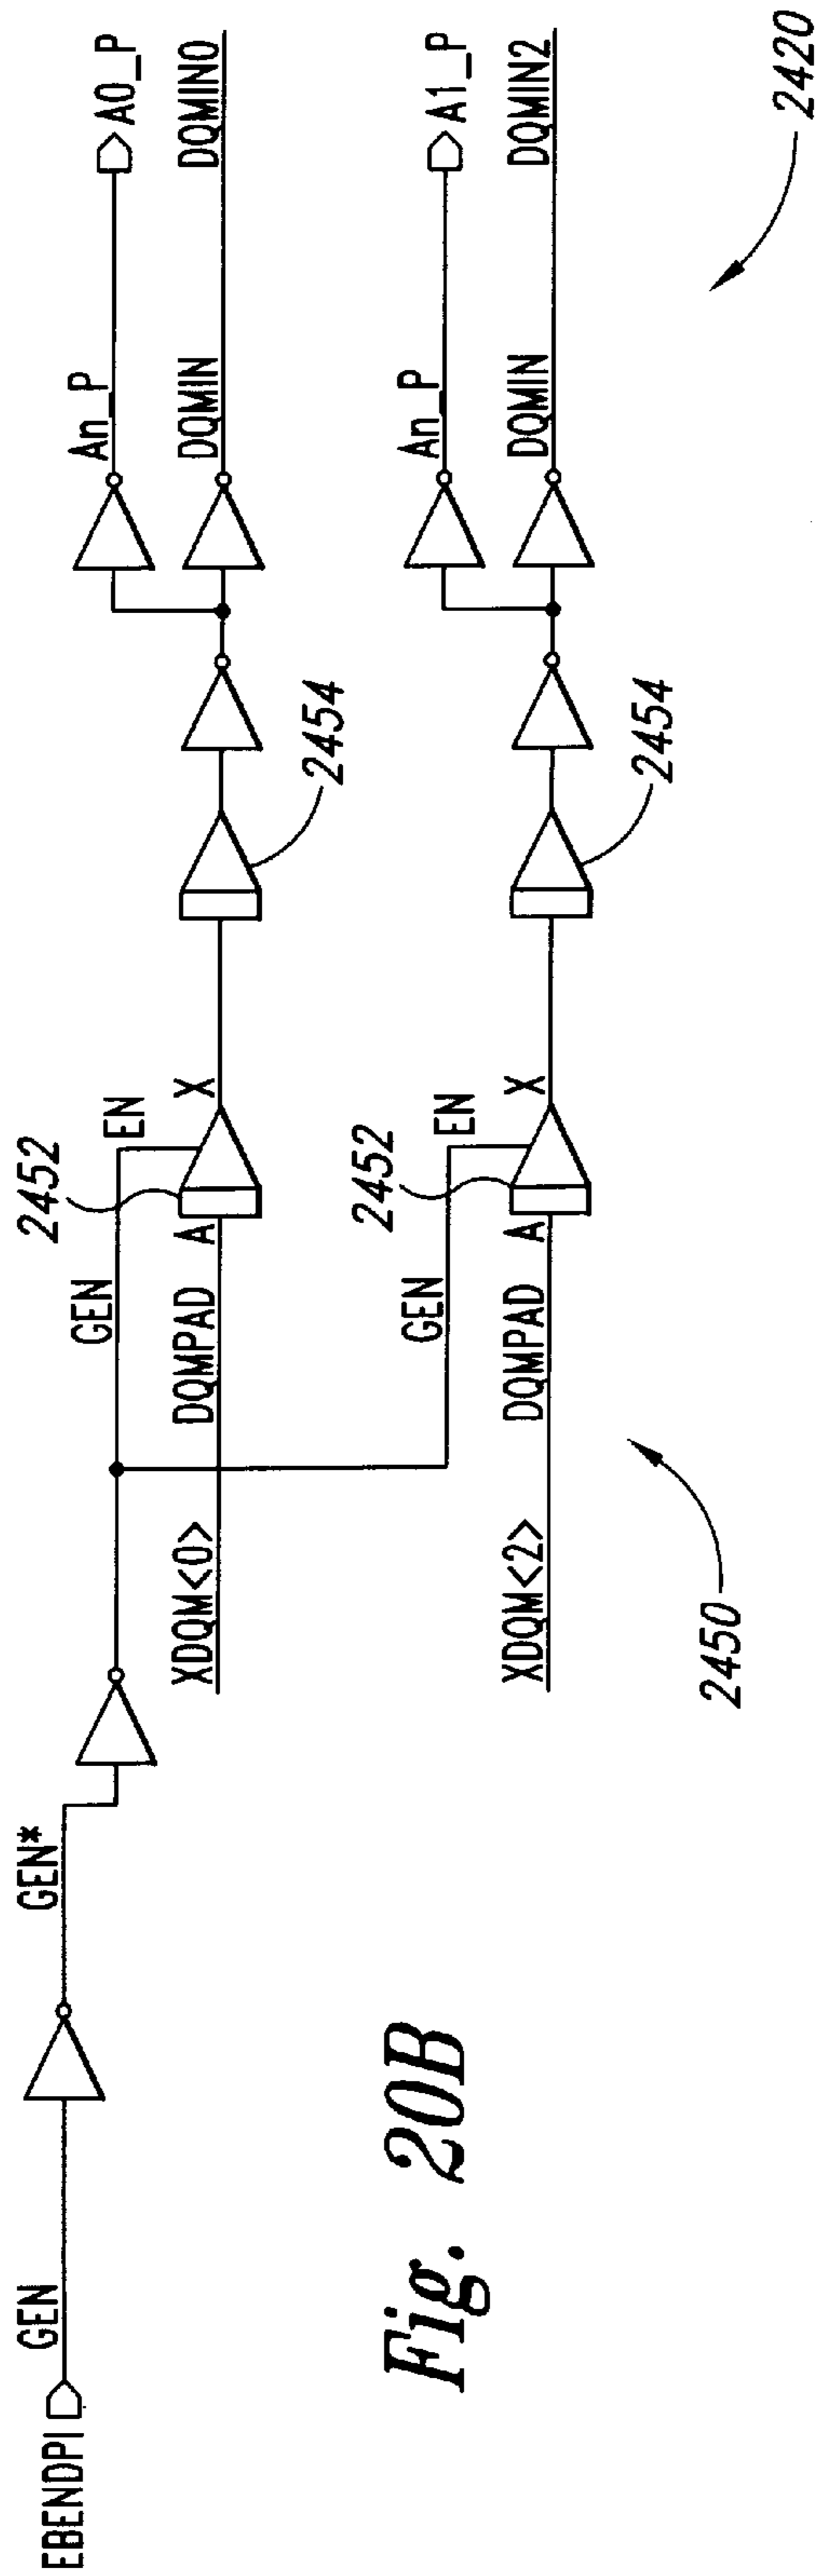 EBENDPI
GEN
GEN*
GEN
EN
2452
XDQM<0>
DQMPAD
A
X
2454
An_P
A0_P
DQMIN
DQMIN0
GEN
EN
2452
XDQM<2>
DQMPAD
A
X
2454
An_P
A1_P
DQMIN
DQMIN2
2450
2420
Fig. 20B